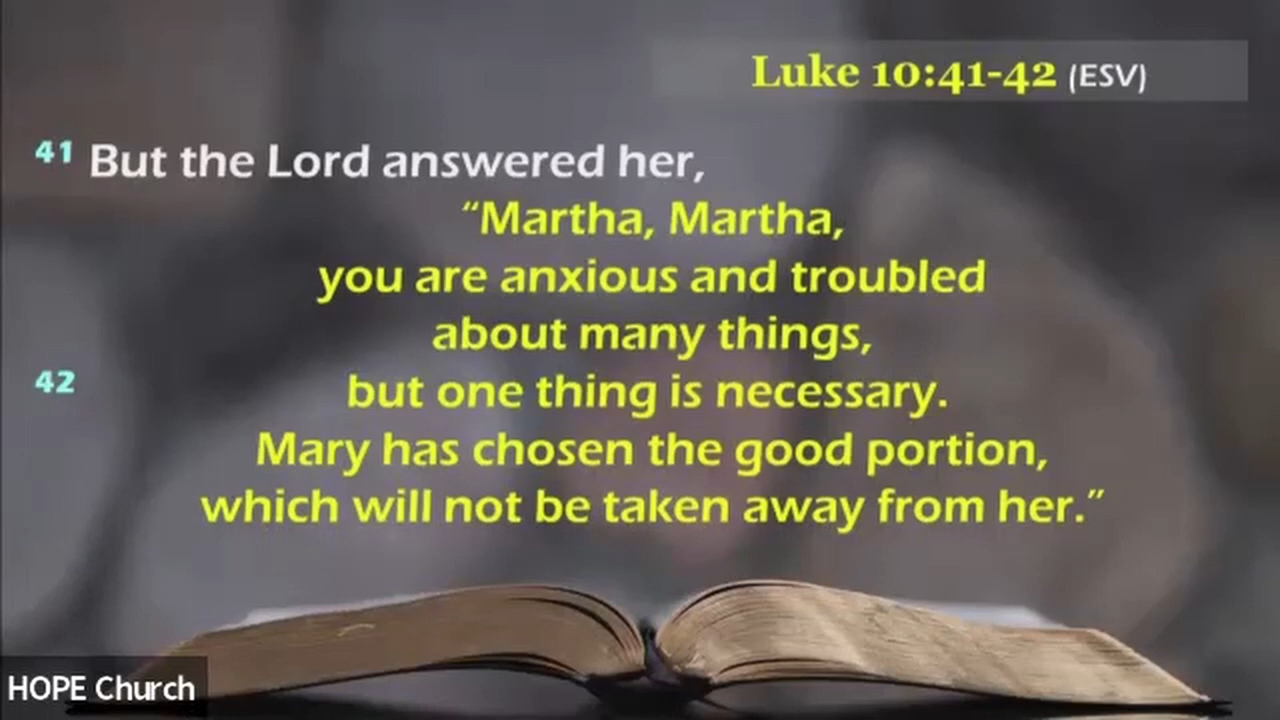 Luke 10:41-42 (ESV)
41 But the Lord answered her,
“Martha, Martha,
you are anxious and troubled
about many things,
42 but one thing is necessary.
Mary has chosen the good portion,
which will not be taken away from her.”
HOPE Church